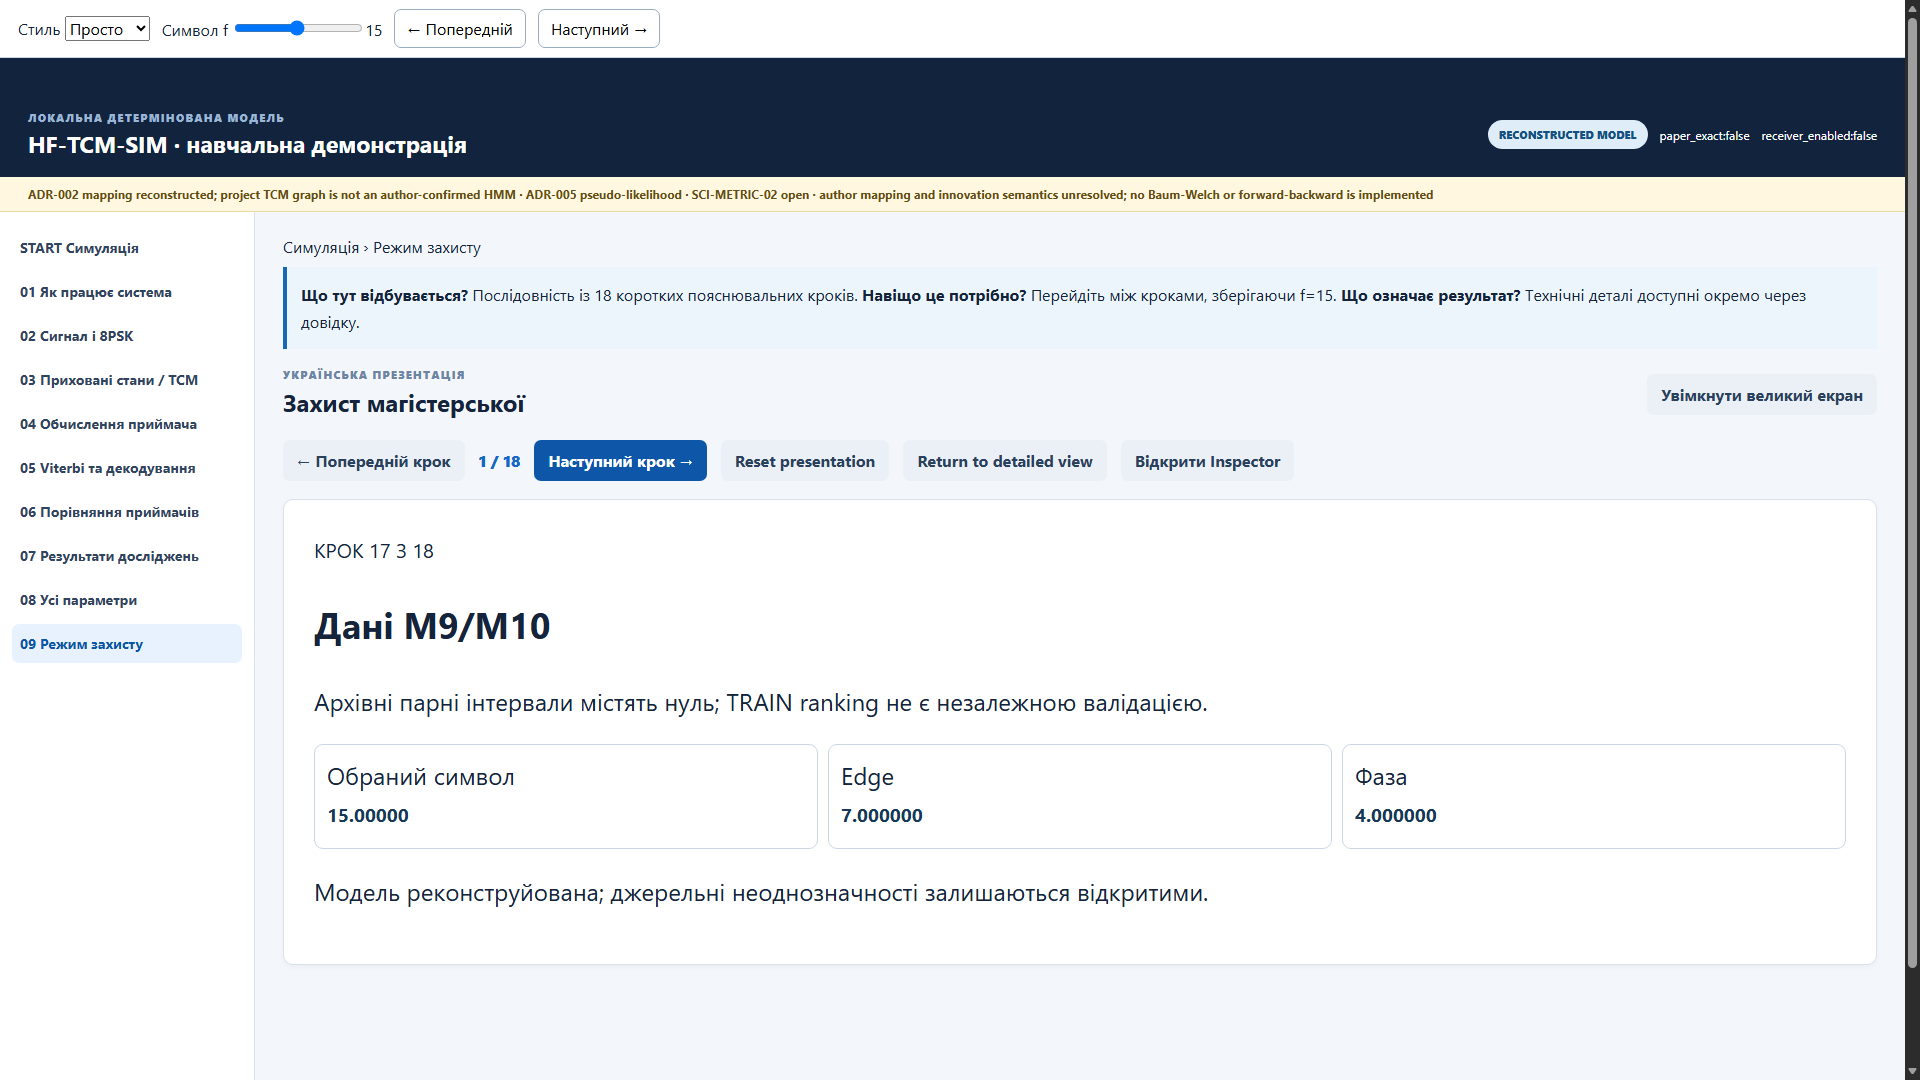 Стиль Просто Символ f 15 ← Попередній Наступний →
ЛОКАЛЬНА ДЕТЕРМІНОВАНА МОДЕЛЬ
HF-TCM-SIM · навчальна демонстрація
RECONSTRUCTED MODEL paper_exact:false receiver_enabled:false
ADR-002 mapping reconstructed; project TCM graph is not an author-confirmed HMM · ADR-005 pseudo-likelihood · SCI-METRIC-02 open · author mapping and innovation semantics unresolved; no Baum-Welch or forward-backward is implemented
START Симуляція
01 Як працює система
02 Сигнал і 8PSK
03 Приховані стани / TCM
04 Обчислення приймача
05 Viterbi та декодування
06 Порівняння приймачів
07 Результати досліджень
08 Усі параметри
09 Режим захисту
Симуляція › Режим захисту
Що тут відбувається? Послідовність із 18 коротких пояснювальних кроків. Навіщо це потрібно? Перейдіть між кроками, зберігаючи f=15. Що означає результат? Технічні деталі доступні окремо через
довідку.
УКРАЇНСЬКА ПРЕЗЕНТАЦІЯ
Захист магістерської
Увімкнути великий екран
← Попередній крок 1 / 18 Наступний крок → Reset presentation Return to detailed view Відкрити Inspector
КРОК 17 З 18
Дані M9/M10
Архівні парні інтервали містять нуль; TRAIN ranking не є незалежною валідацією.
Обраний символ
15.00000
Edge
7.000000
Фаза
4.000000
Модель реконструйована; джерельні неоднозначності залишаються відкритими.